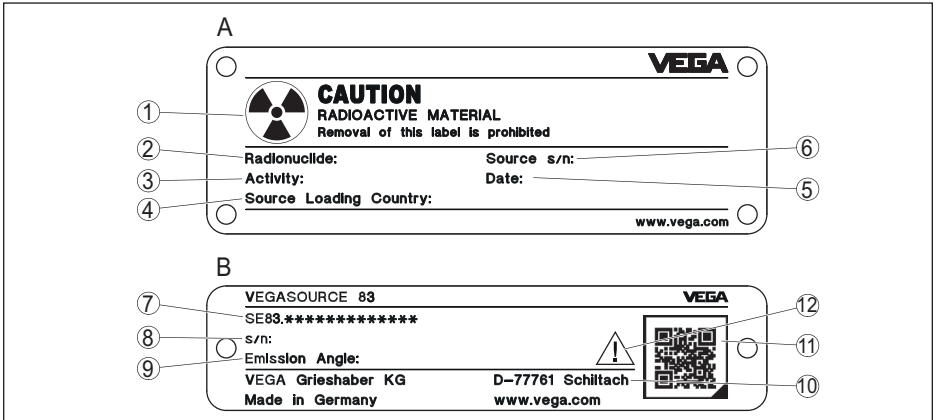 A
VEGA
CAUTION
RADIOACTIVE MATERIAL
Removal of this label is prohibited
1
2 Radionuclide: Source s/n: 6
3 Activity: Date: 5
4 Source Loading Country:
www.vega.com
B
VEGASOURCE 83 VEGA
7 SE83.************* 12
8 s/n: 11
9 Emission Angle:
VEGA Grieshaber KG D-77761 Schiltach 10
Made in Germany www.vega.com